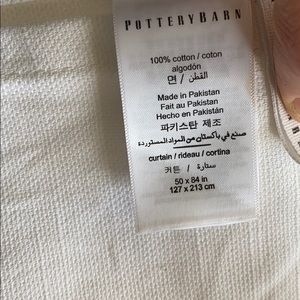 POTTERYBARN
100% cotton / coton
algodón
면 / القطن
Made in Pakistan
Fait au Pakistan
Hecho en Pakistán
파키스탄 제조
صنع في باكستان من المواد المستوردة
curtain / rideau / cortina
커튼 / ستارة
50 x 84 in
127 x 213 cm